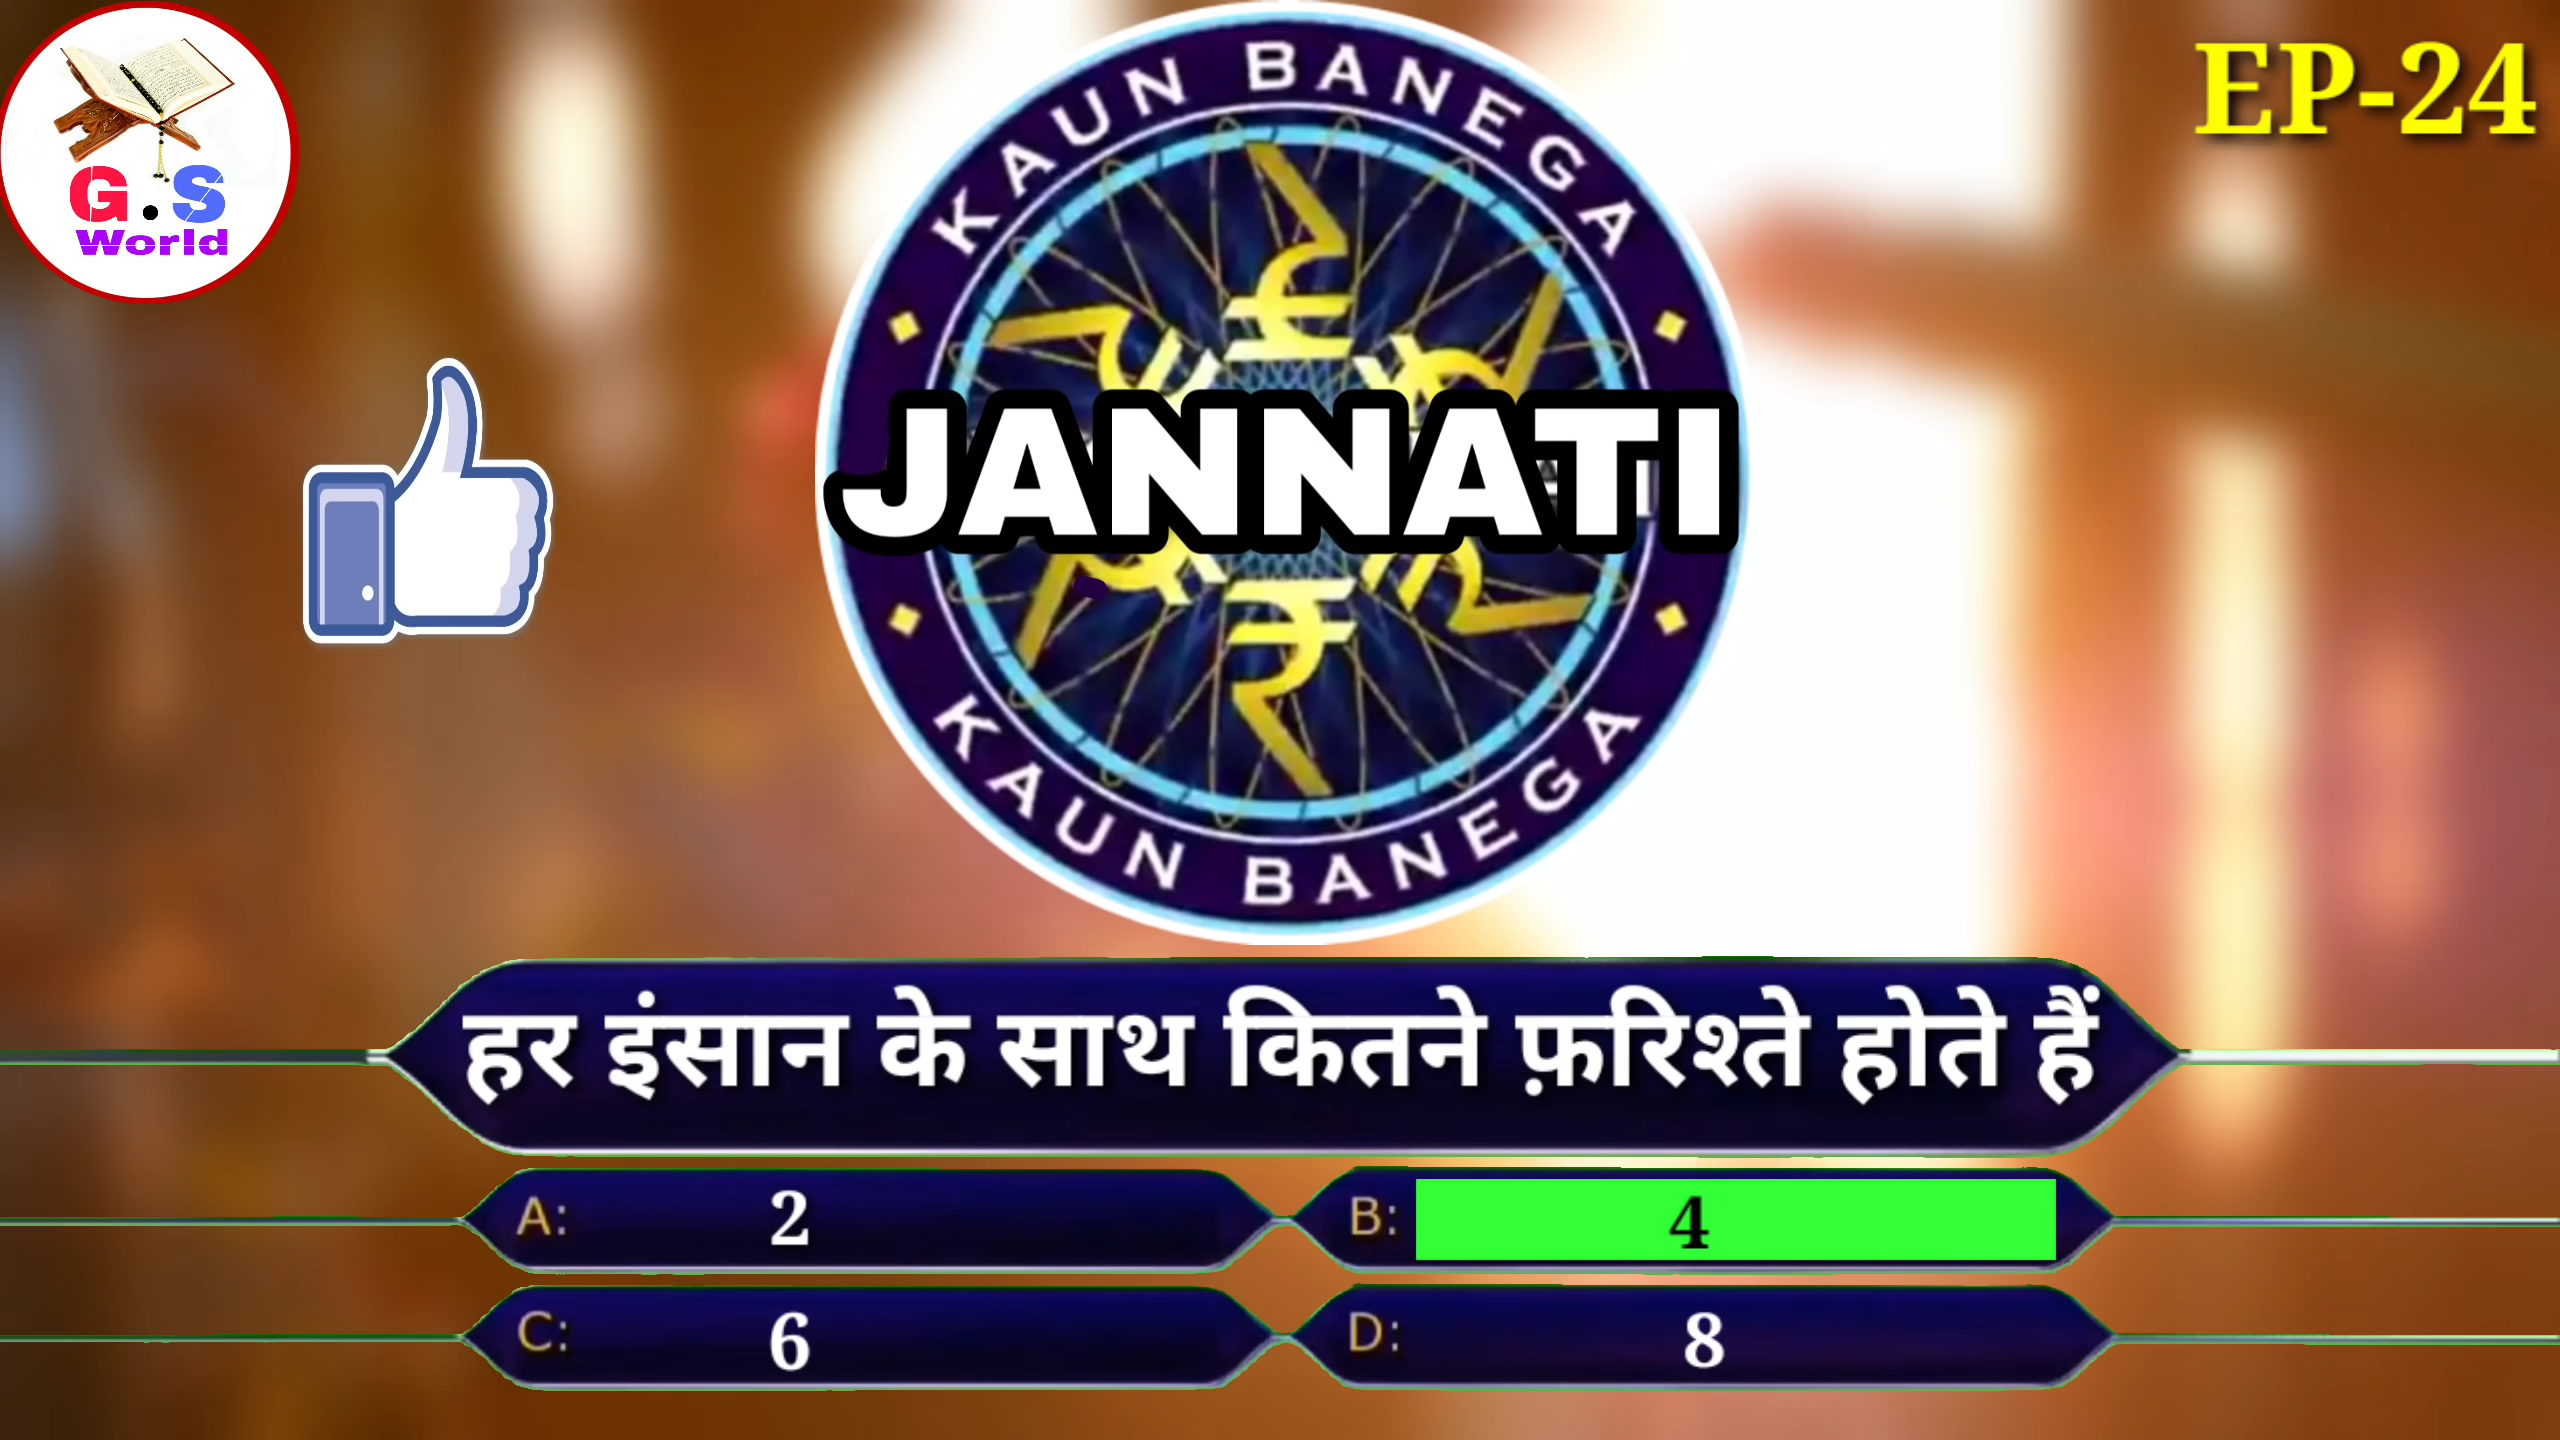 G.S
World
EP-24
KAUN BANEGA
JANNATI
KAUN BANEGA
हर इंसान के साथ कितने फ़रिश्ते होते हैं
A: 2
B: 4
C: 6
D: 8